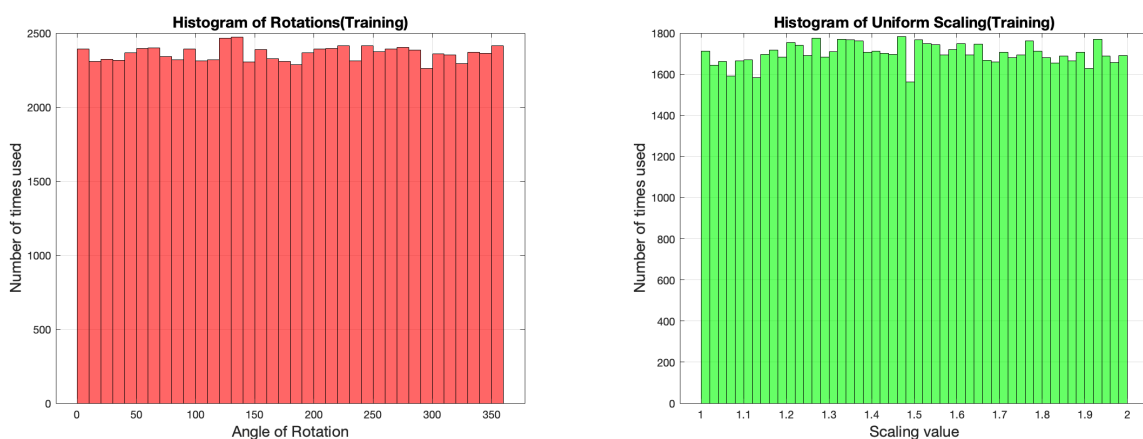 Histogram of Rotations(Training)
2500
2000
1500
1000
500
0
Number of times used
0 50 100 150 200 250 300 350
Angle of Rotation
Histogram of Uniform Scaling(Training)
1800
1600
1400
1200
1000
800
600
400
200
0
Number of times used
1 1.1 1.2 1.3 1.4 1.5 1.6 1.7 1.8 1.9 2
Scaling value